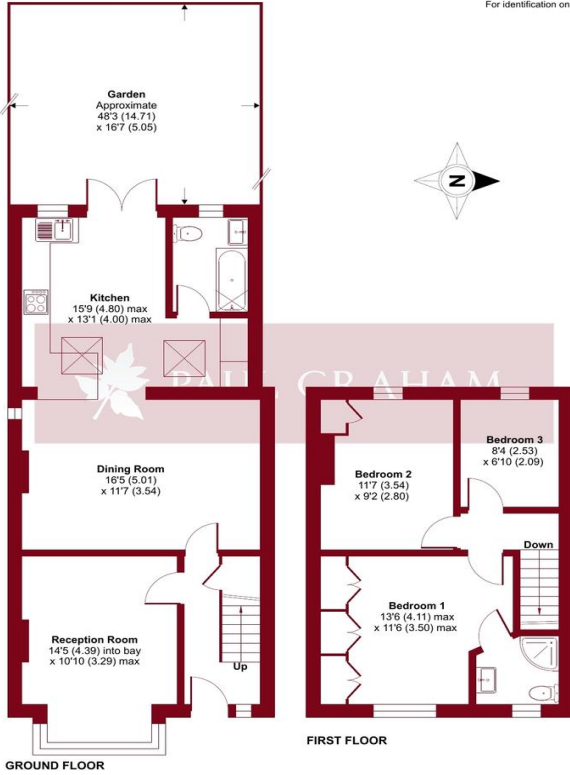 For identification on
Garden
Approximate
48'3 (14.71)
x 16'7 (5.05)
N
Kitchen
15'9 (4.80) max
x 13'1 (4.00) max
PAUL GRAHAM
Dining Room
16'5 (5.01)
x 11'7 (3.54)
Reception Room
14'5 (4.39) into bay
x 10'10 (3.29) max
Up
GROUND FLOOR
Bedroom 3
8'4 (2.53)
x 6'10 (2.09)
Bedroom 2
11'7 (3.54)
x 9'2 (2.80)
Down
Bedroom 1
13'6 (4.11) max
x 11'6 (3.50) max
FIRST FLOOR